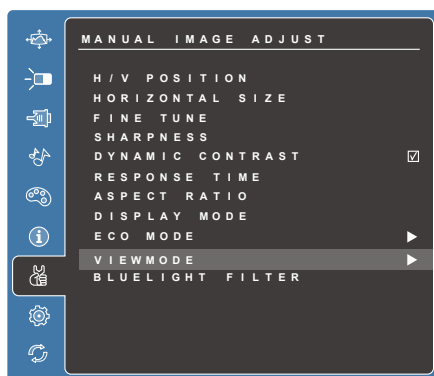 MANUAL IMAGE ADJUST
H/V POSITION
HORIZONTAL SIZE
FINE TUNE
SHARPNESS
DYNAMIC CONTRAST
RESPONSE TIME
ASPECT RATIO
DISPLAY MODE
ECO MODE
VIEWMODE
BLUELIGHT FILTER